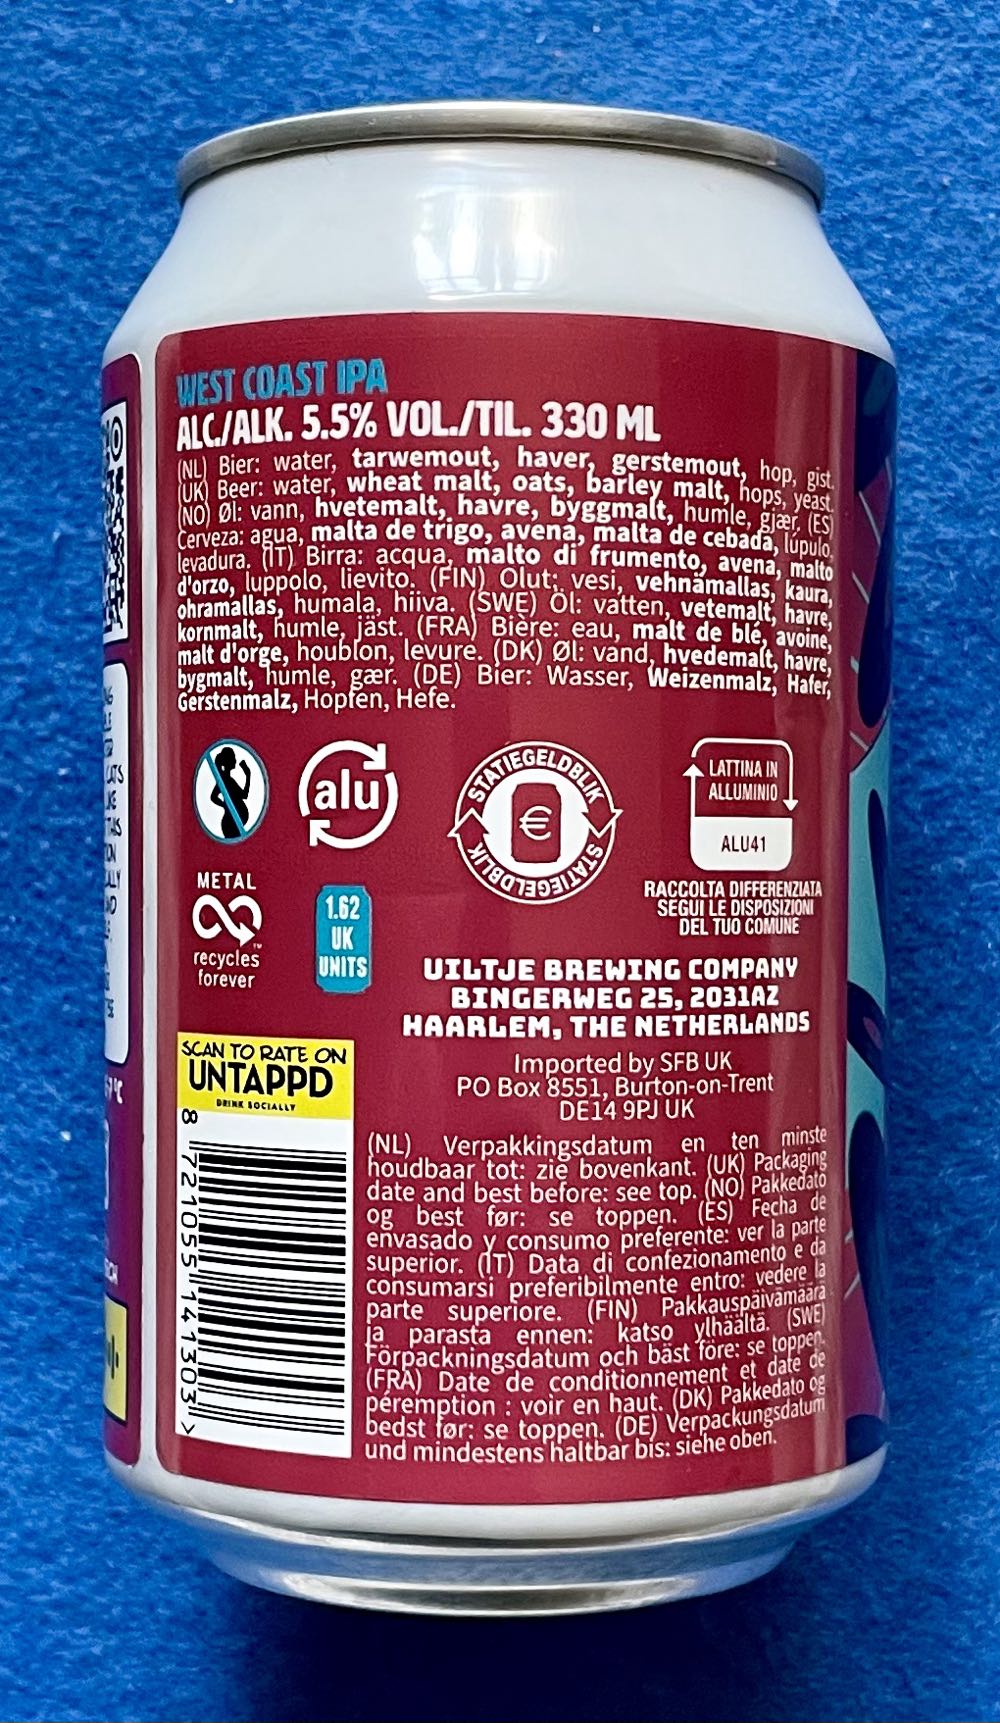 WEST COAST IPA
ALC./ALK. 5.5% VOL./TIL. 330 ML
(NL) Bier: water, tarwemout, haver, gerstemout, hop, gist.
(UK) Beer: water, wheat malt, oats, barley malt, hops, yeast.
(NO) Øl: vann, hvetemalt, havre, byggmalt, humle, gjær, (ES)
Cerveza: agua, malta de trigo, avena, malta de cebada, lúpulo,
levadura. (IT) Birra: acqua, malto di frumento, avena, malto
d'orzo, luppolo, lievito. (FIN) Olut: vesi, vehnämallas, kaura,
ohramallas, humala, hiiva. (SWE) Öl: vatten, vetemalt, havre,
kornmalt, humle, jäst. (FRA) Bière: eau, malt de blé, avoine,
malt d'orge, houblon, levure. (DK) Øl: vand, hvedemalt, havre,
bygmalt, humle, gær. (DE) Bier: Wasser, Weizenmalz, Hafer,
Gerstenmalz, Hopfen, Hefe.
alu
STATIEGELDBLIK
€
STATIEGELDBLIK
STATIEGELDBLIK
LATTINA IN
ALLUMINIO
ALU41
RACCOLTA DIFFERENZIATA
SEGUI LE DISPOSIZIONI
DEL TUO COMUNE
METAL
recycles
forever
™
1.62
UK
UNITS
UILTJE BREWING COMPANY
BINGERWEG 25, 2031AZ
HAARLEM, THE NETHERLANDS
Imported by SFB UK
PO Box 8551, Burton-on-Trent
DE14 9PJ UK
SCAN TO RATE ON
UNTAPPD
DRINK SOCIALLY
8 721055 141303 >
(NL) Verpakkingsdatum en ten minste
houdbaar tot: zie bovenkant. (UK) Packaging
date and best before: see top. (NO) Pakkedato
og best før: se toppen. (ES) Fecha de
envasado y consumo preferente: ver la parte
superior. (IT) Data di confezionamento e da
consumarsi preferibilmente entro: vedere la
parte superiore. (FIN) Pakkauspäivämäärä
ja parasta ennen: katso ylhäältä. (SWE)
Förpackningsdatum och bäst före: se toppen.
(FRA) Date de conditionnement et date de
péremption : voir en haut. (DK) Pakkedato og
bedst før: se toppen. (DE) Verpackungsdatum
und mindestens haltbar bis: siehe oben.